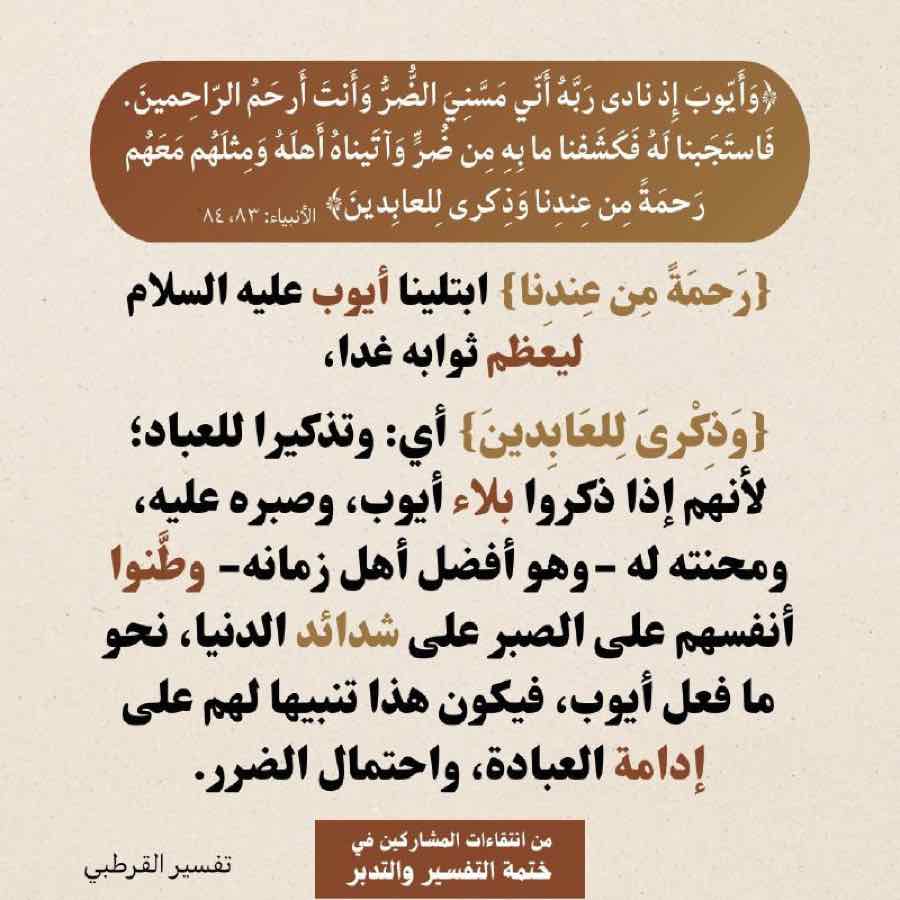 ﴿وَأَيّوبَ إِذ نادى رَبَّهُ أَنّي مَسَّنِيَ الضُّرُّ وَأَنتَ أَرحَمُ الرّاحِمينَ.
فَاستَجَبنا لَهُ فَكَشَفنا ما بِهِ مِن ضُرٍّ وَآتَيناهُ أَهلَهُ وَمِثلَهُم مَعَهُم
رَحمَةً مِن عِندِنا وَذِكرى لِلعابِدينَ﴾ الأنبياء: ٨٣، ٨٤
{رَحمَةً مِن عِندِنا} ابتلينا أيوب عليه السلام
ليعظم ثوابه غدا،
{وَذِكْرىَ لِلعَابِدينَ} أي: وتذكيرا للعباد؛
لأنهم إذا ذكروا بلاء أيوب، وصبره عليه،
ومحنته له -وهو أفضل أهل زمانه- وطَّنوا
أنفسهم على الصبر على شدائد الدنيا، نحو
ما فعل أيوب، فيكون هذا تنبيها لهم على
إدامة العبادة، واحتمال الضرر.
من انتقاءات المشاركين في
ختمة التفسير والتدبر
تفسير القرطبي